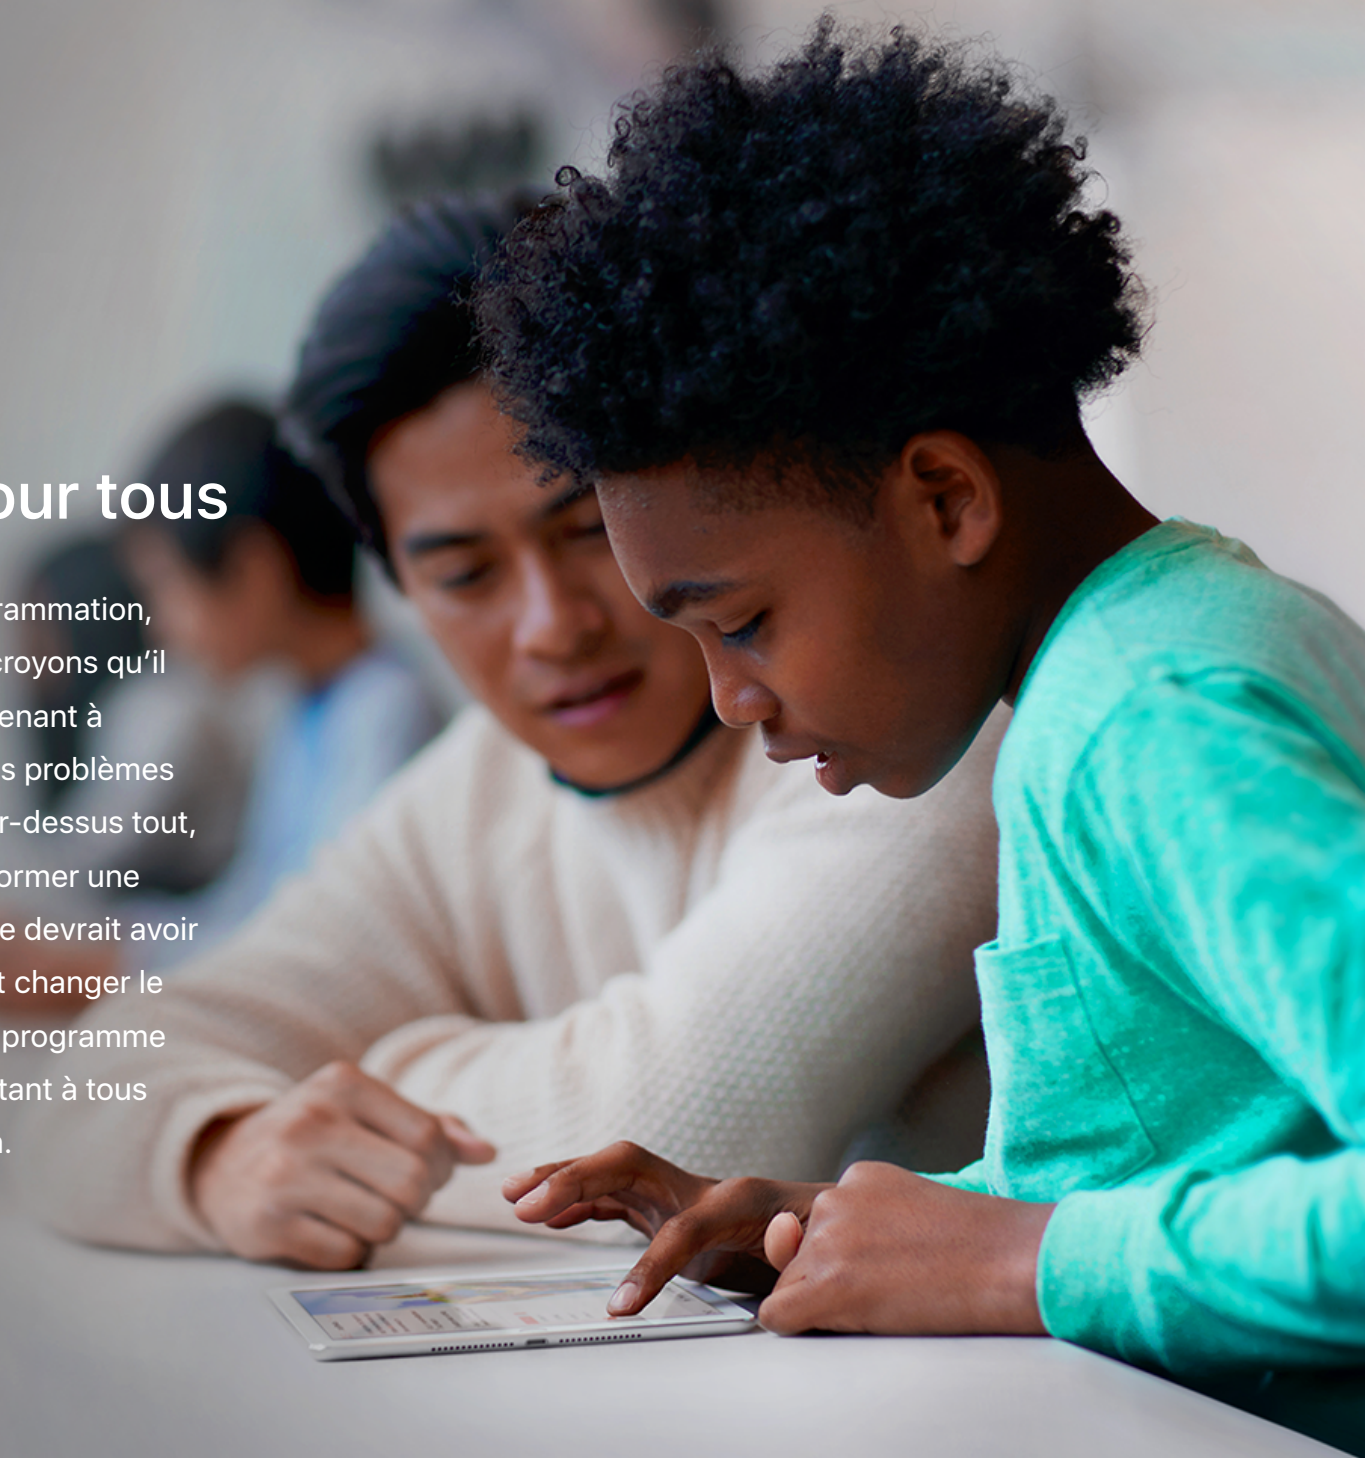 our tous
rammation,
croyons qu’il
enant à
s problèmes
r-dessus tout,
ormer une
e devrait avoir
t changer le
programme
tant à tous
.